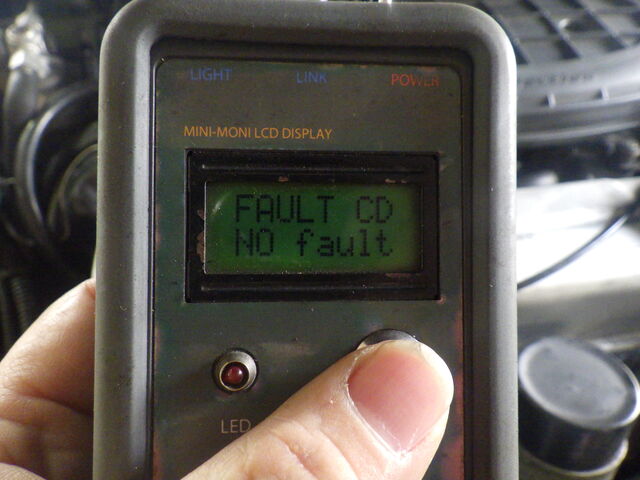 LIGHT LINK POWER
MINI-MONI LCD DISPLAY
FAULT CD
NO fault
LED